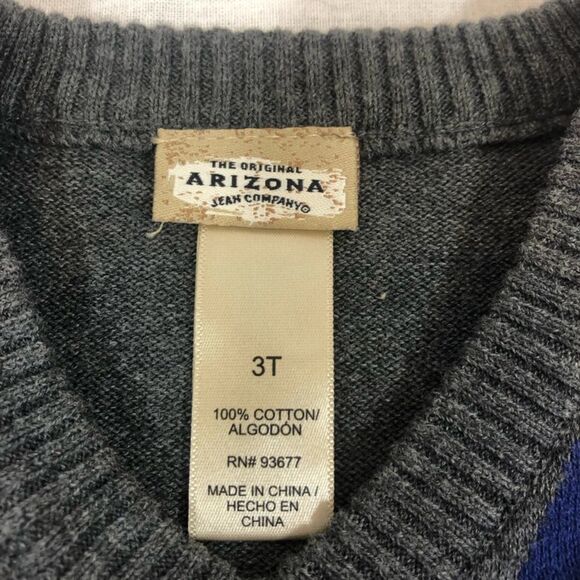 THE ORIGINAL
ARIZONA
JEAN COMPANY®
3T
100% COTTON/
ALGODÓN
RN# 93677
MADE IN CHINA /
HECHO EN
CHINA